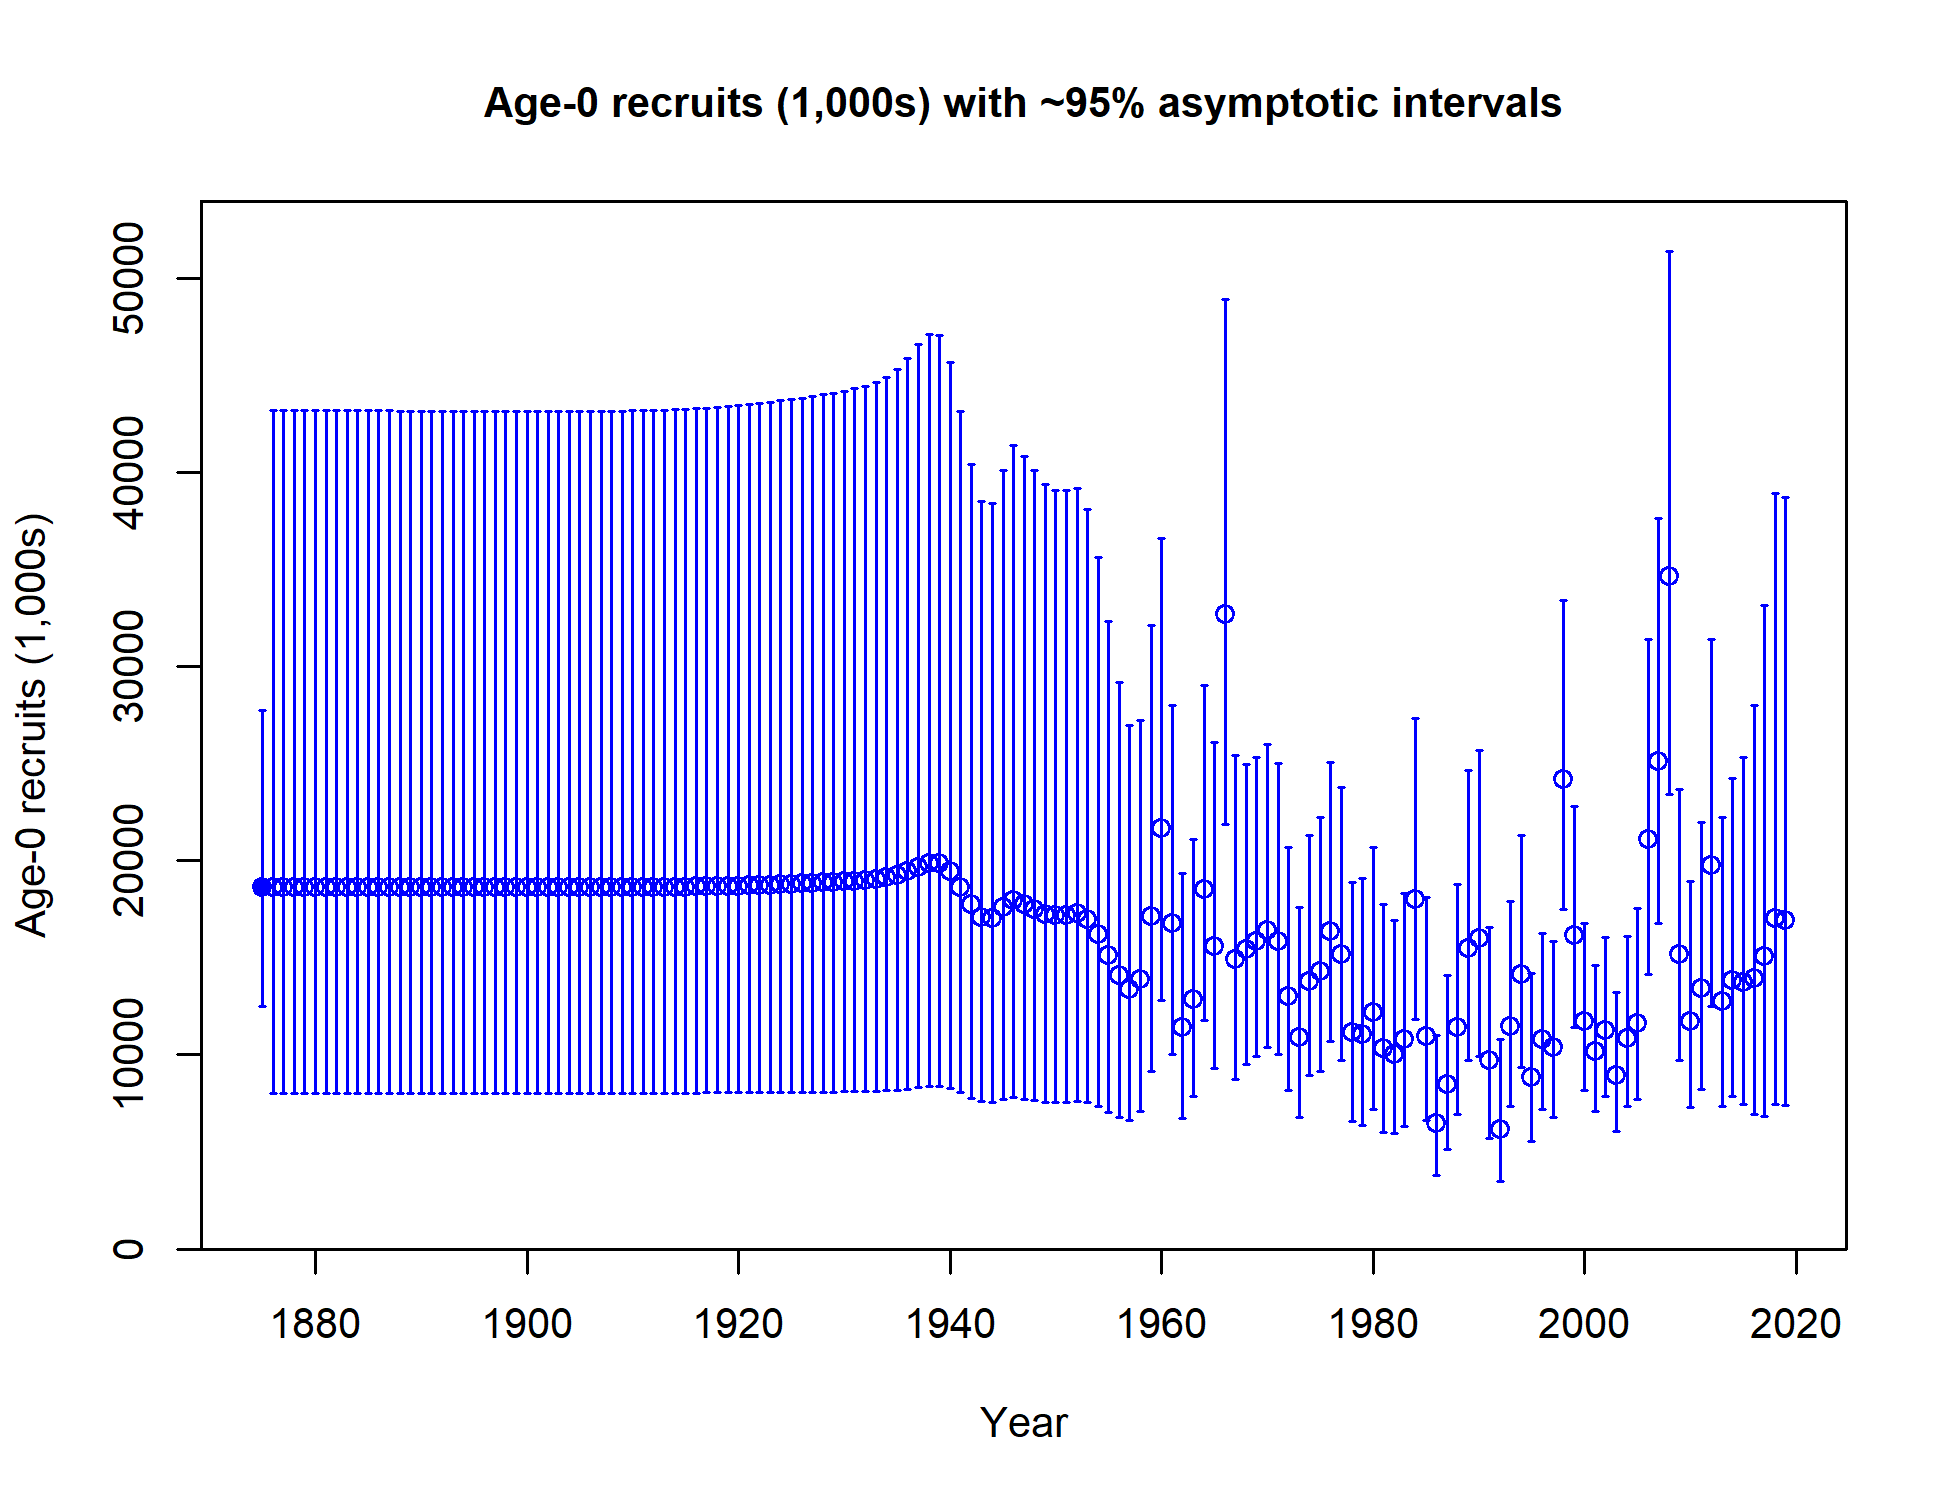 Age-0 recruits (1,000s) with ~95% asymptotic intervals
Age-0 recruits (1,000s)
50000
40000
30000
20000
10000
0
1880 1900 1920 1940 1960 1980 2000 2020
Year